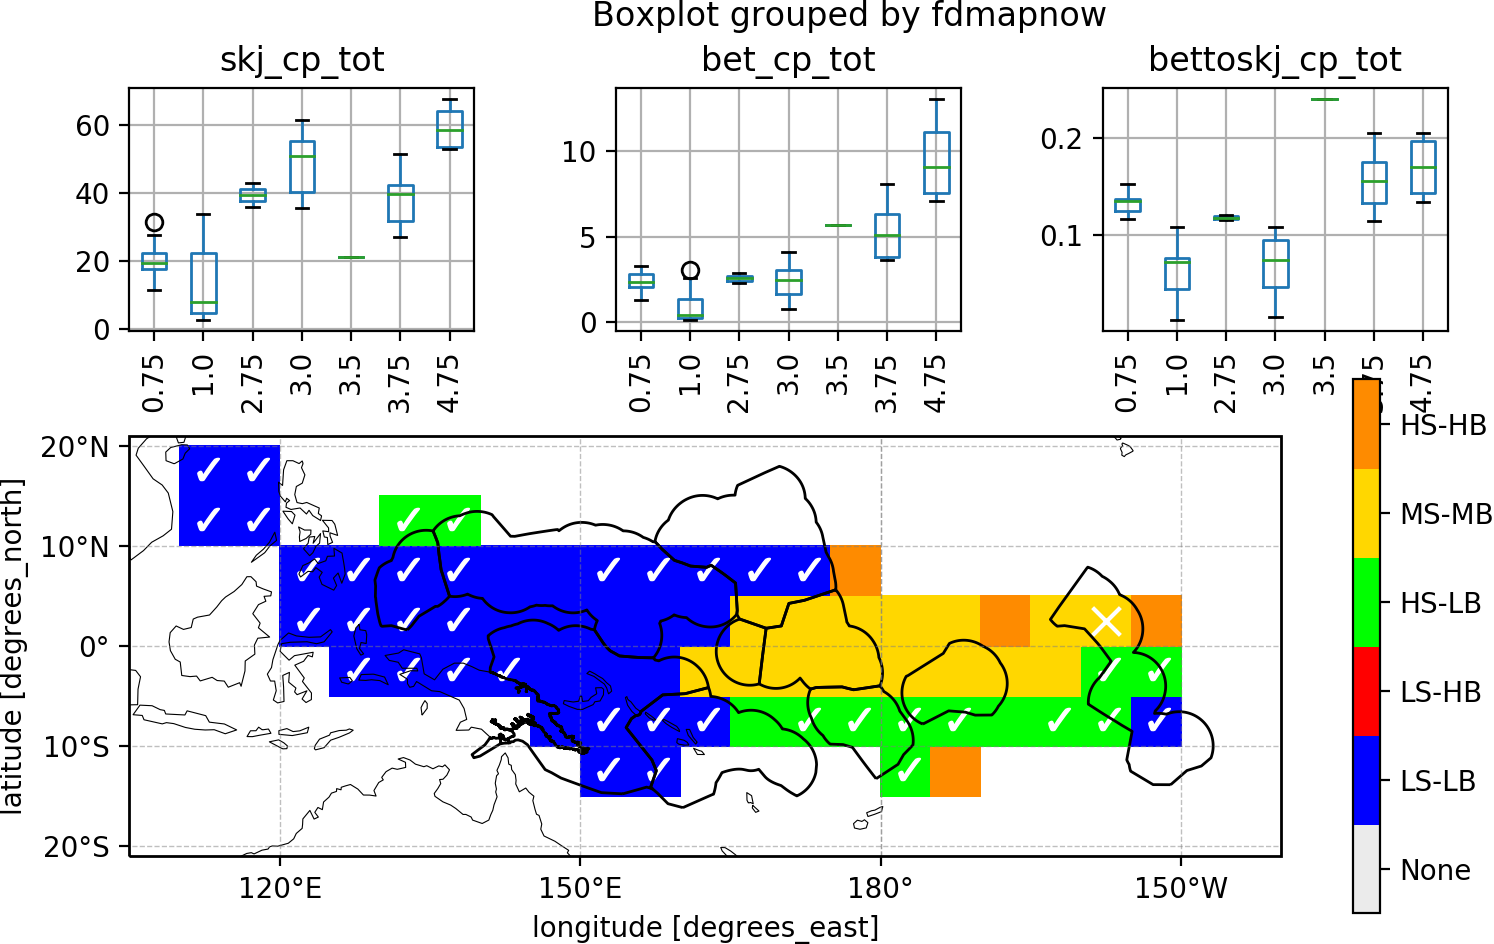 Boxplot grouped by fdmapnow
skj_cp_tot
bet_cp_tot
bettoskj_cp_tot
60
40
20
0
0.75
1.0
2.75
3.0
3.5
3.75
4.75
10
5
0
0.75
1.0
2.75
3.0
3.5
3.75
4.75
0.2
0.1
0.75
1.0
2.75
3.0
3.5
4.75
latitude [degrees_north]
20°N
10°N
0°
10°S
20°S
120°E
150°E
180°
150°W
longitude [degrees_east]
HS-HB
MS-MB
HS-LB
LS-HB
LS-LB
None